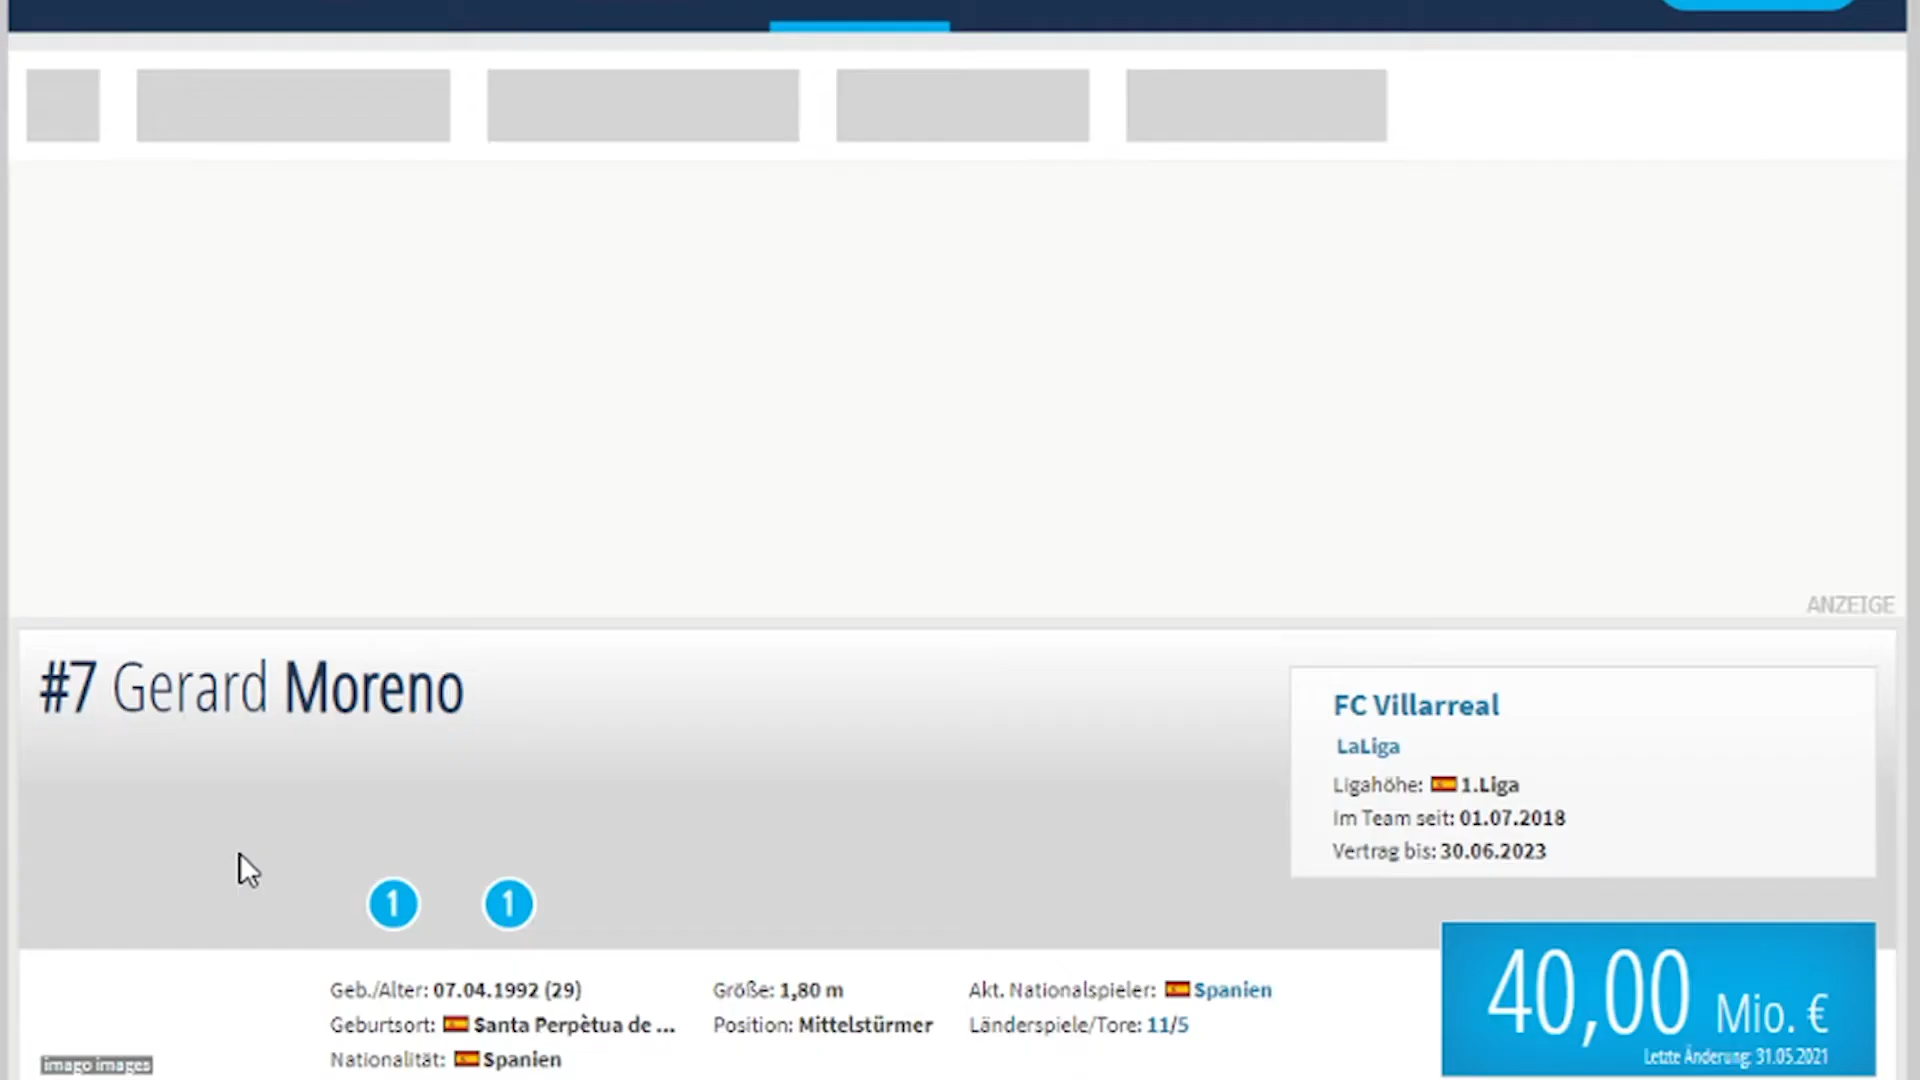 ANZEIGE
#7 Gerard Moreno
FC Villarreal
LaLiga
Ligahöhe: 1.Liga
Im Team seit: 01.07.2018
Vertrag bis: 30.06.2023
1 1
40,00 Mio. €
Letzte Änderung: 31.05.2021
Geb./Alter: 07.04.1992 (29)
Geburtsort: Santa Perpètua de ...
Nationalität: Spanien
Größe: 1,80 m
Position: Mittelstürmer
Akt. Nationalspieler: Spanien
Länderspiele/Tore: 11/5
imago images